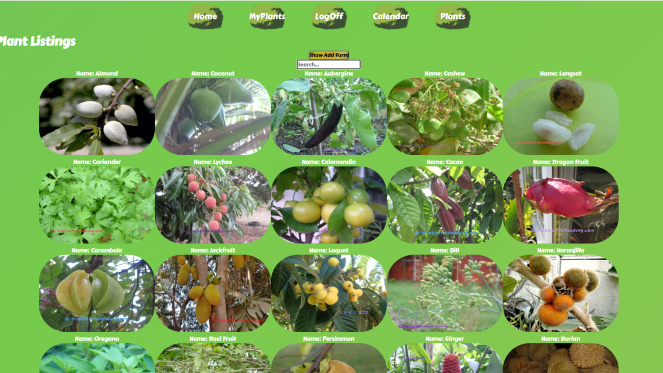 Home MyPlants LogOff Calendar Plants
Plant Listings
Show Add Form
Search...
Name: Almond Name: Coconut Name: Aubergine Name: Cashew Name: Langsat
Name: Coriander Name: Lychee Name: Calamondin Name: Cacao Name: Dragon Fruit
Name: Carambola Name: Jackfruit Name: Loquat Name: Dill Name: Naranjilla
Name: Oregano Name: Bael Fruit Name: Persimmon Name: Ginger Name: Durian